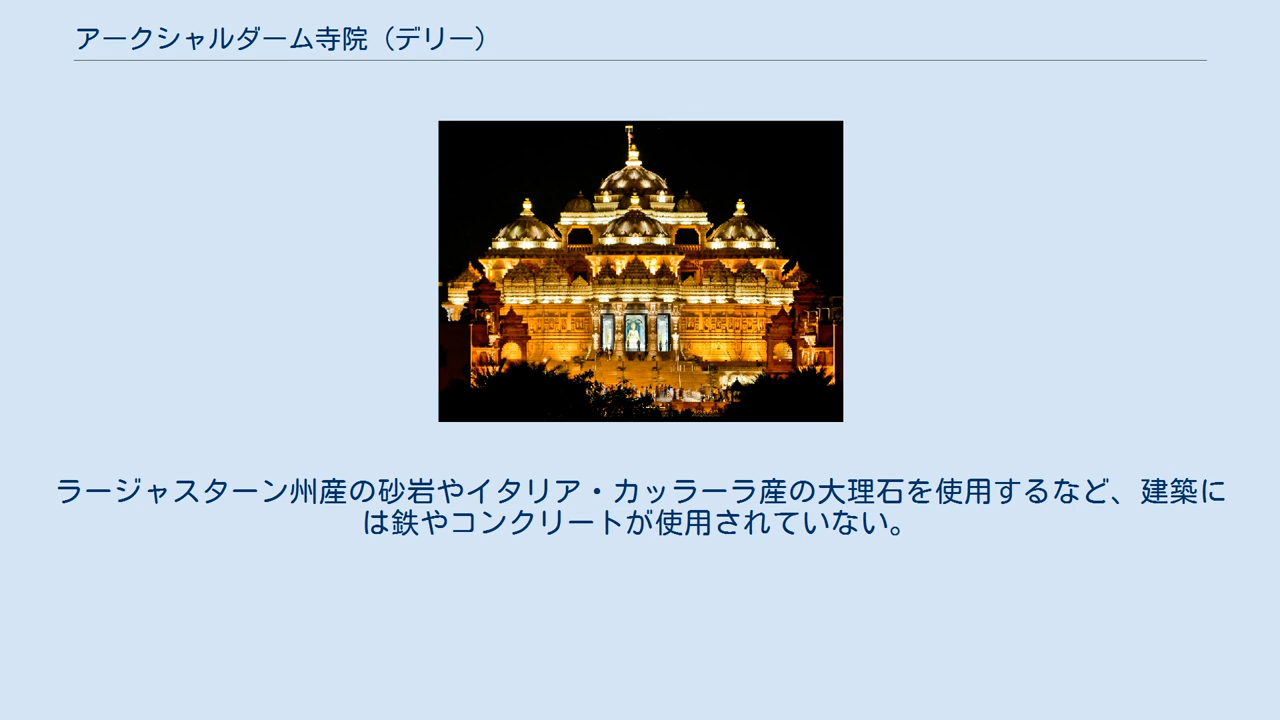 アークシャルダーム寺院（デリー）
ラージャスターン州産の砂岩やイタリア・カッラーラ産の大理石を使用するなど、建築に
は鉄やコンクリートが使用されていない。